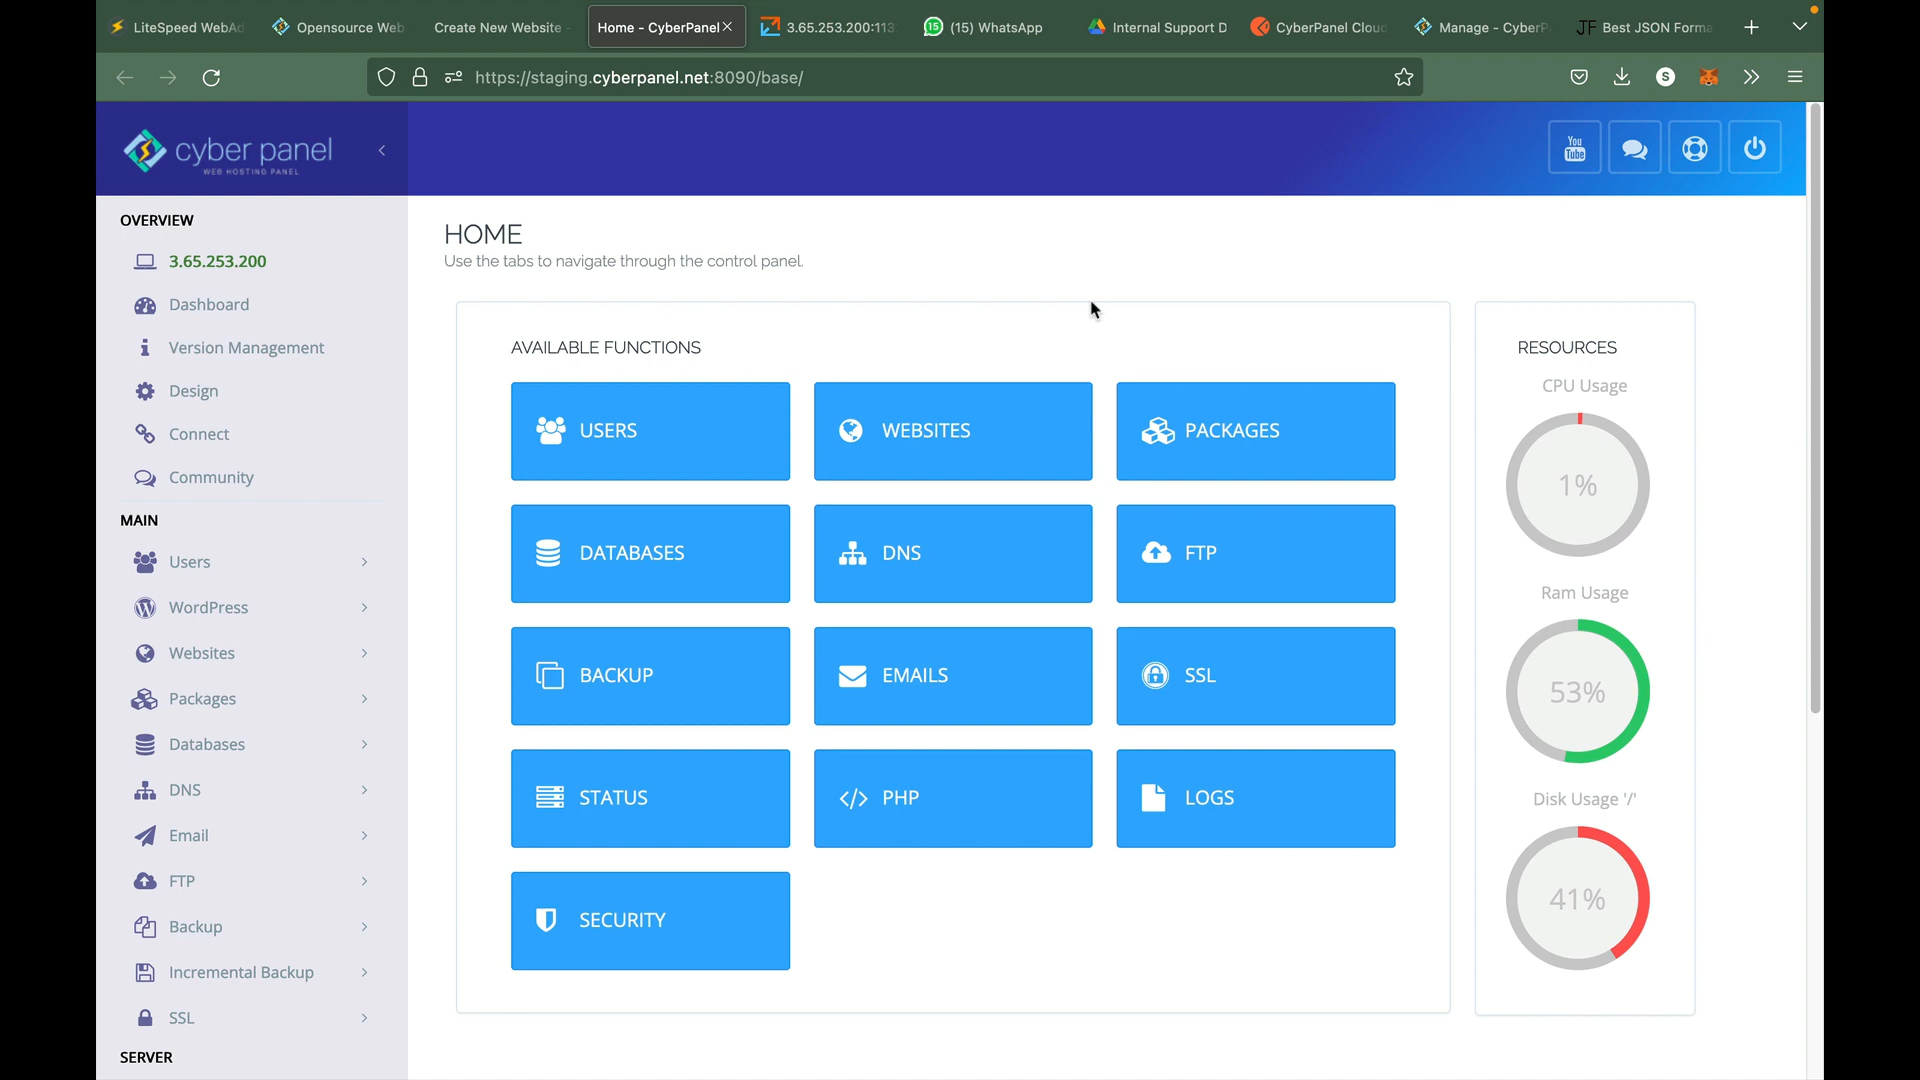 LiteSpeed WebAd
Opensource Web
Create New Website -
Home - CyberPanel
3.65.253.200:113
15
(15) WhatsApp
Internal Support D
CyberPanel Clou
Manage - CyberP
JF Best JSON Forma
https://staging.cyberpanel.net:8090/base/
S
cyber panel
WEB HOSTING PANEL
You
Tube
OVERVIEW
3.65.253.200
Dashboard
Version Management
Design
Connect
Community
MAIN
Users
WordPress
Websites
Packages
Databases
DNS
Email
FTP
Backup
Incremental Backup
SSL
SERVER
HOME
Use the tabs to navigate through the control panel.
AVAILABLE FUNCTIONS
USERS
WEBSITES
PACKAGES
DATABASES
DNS
FTP
BACKUP
EMAILS
SSL
STATUS
PHP
LOGS
SECURITY
RESOURCES
CPU Usage
1%
Ram Usage
53%
Disk Usage '/'
41%